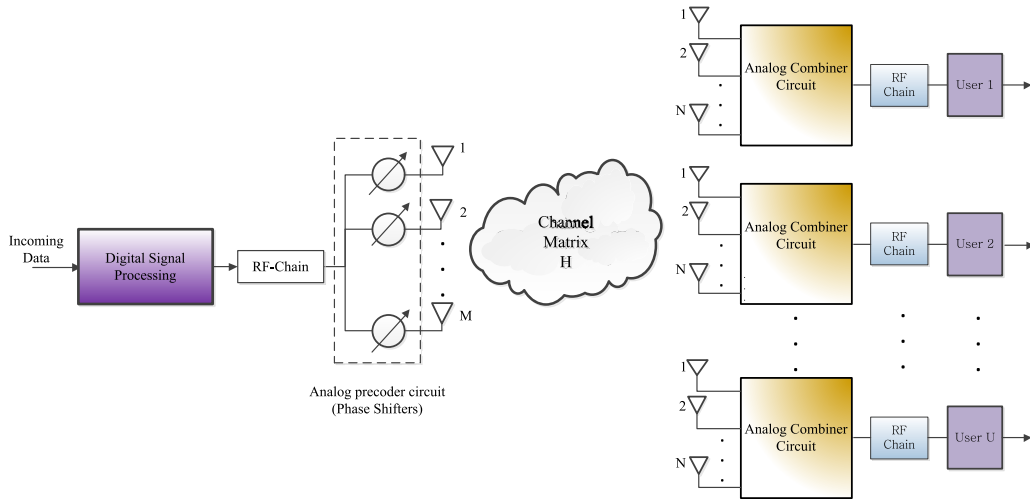 Incoming
Data
Digital Signal
Processing
RF-Chain
1
2
M
Analog precoder circuit
(Phase Shifters)
Channel
Matrix
H
1
2
N
Analog Combiner
Circuit
RF
Chain
User 1
1
2
N
Analog Combiner
Circuit
RF
Chain
User 2
1
2
N
Analog Combiner
Circuit
RF
Chain
User U